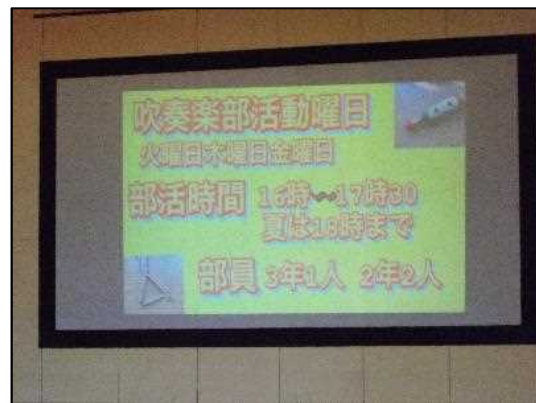 吹奏楽部活動曜日
火曜日木曜日金曜日
部活時間 16時〜17時30
夏は18時まで
部員 3年1人 2年2人